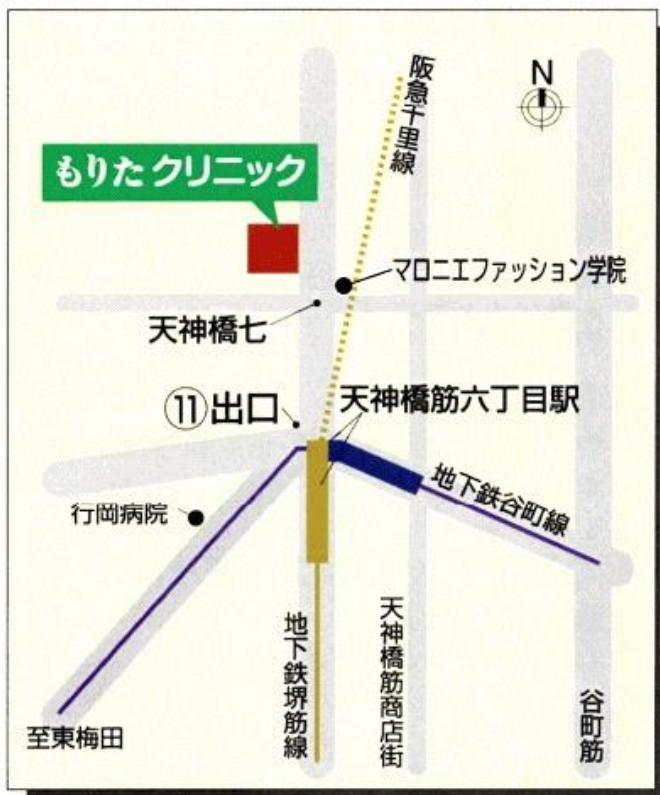 阪急千里線
N
もりたクリニック
マロニエファッション学院
天神橋七
⑪出口
天神橋筋六丁目駅
地下鉄谷町線
行岡病院
地下鉄堺筋線
天神橋筋商店街
谷町筋
至東梅田